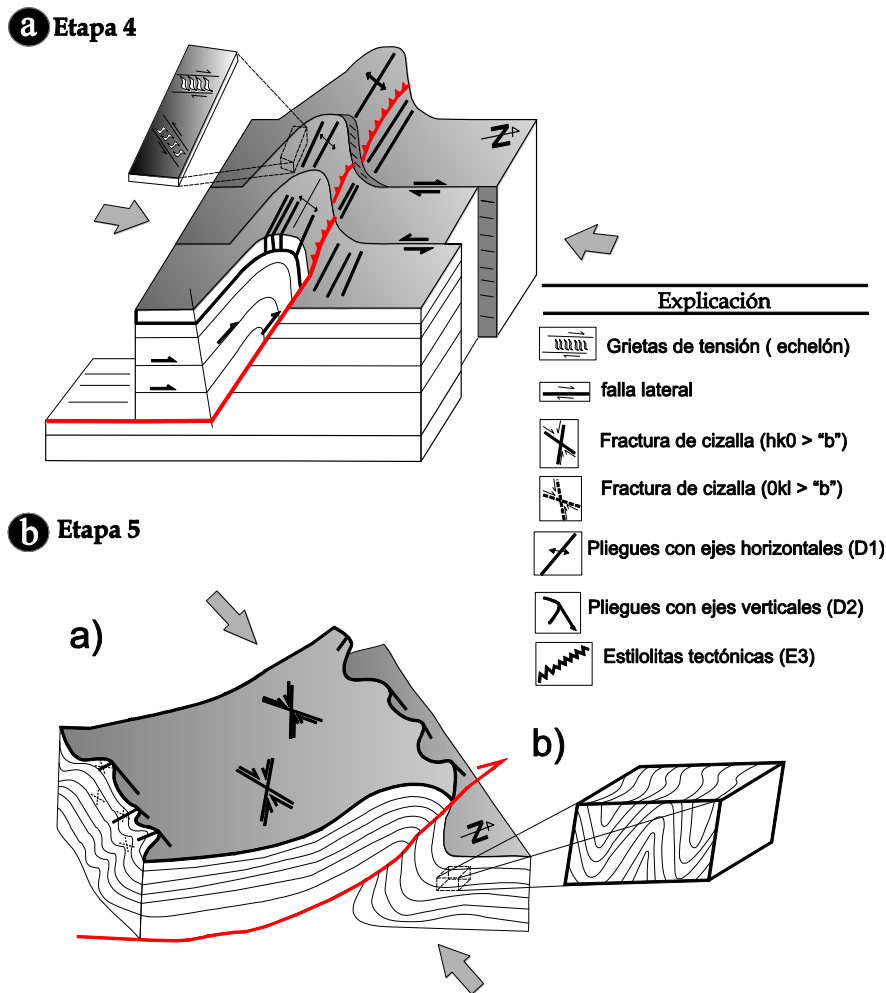 a Etapa 4
N
Explicación
Grietas de tensión ( echelón)
falla lateral
Fractura de cizalla (hk0 > “b”)
Fractura de cizalla (0kl > “b”)
Pliegues con ejes horizontales (D1)
Pliegues con ejes verticales (D2)
Estilolitas tectónicas (E3)
b Etapa 5
a)
b)
N